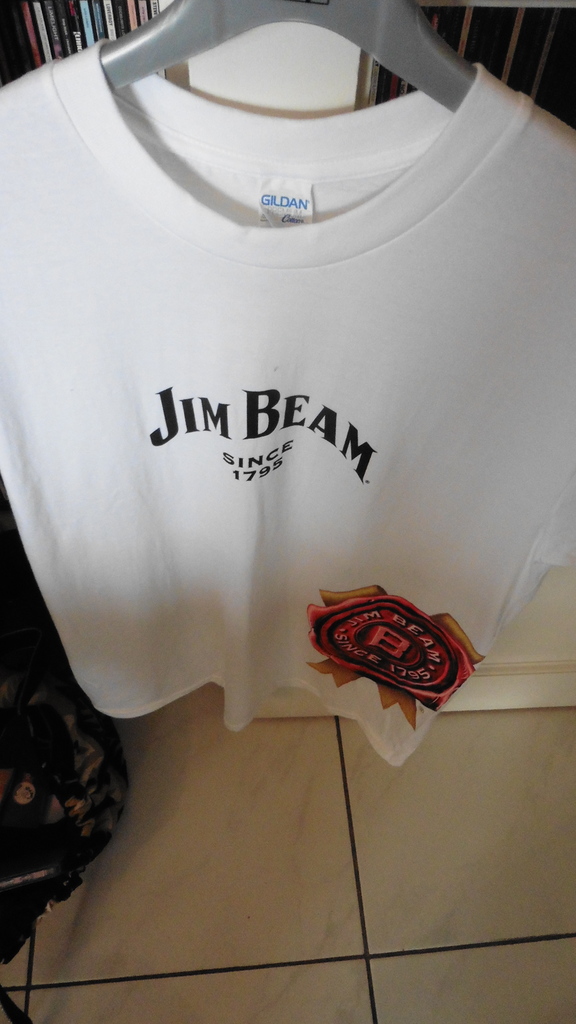 GILDAN
JIM BEAM
SINCE
1795
JIM BEAM
B
SINCE 1795